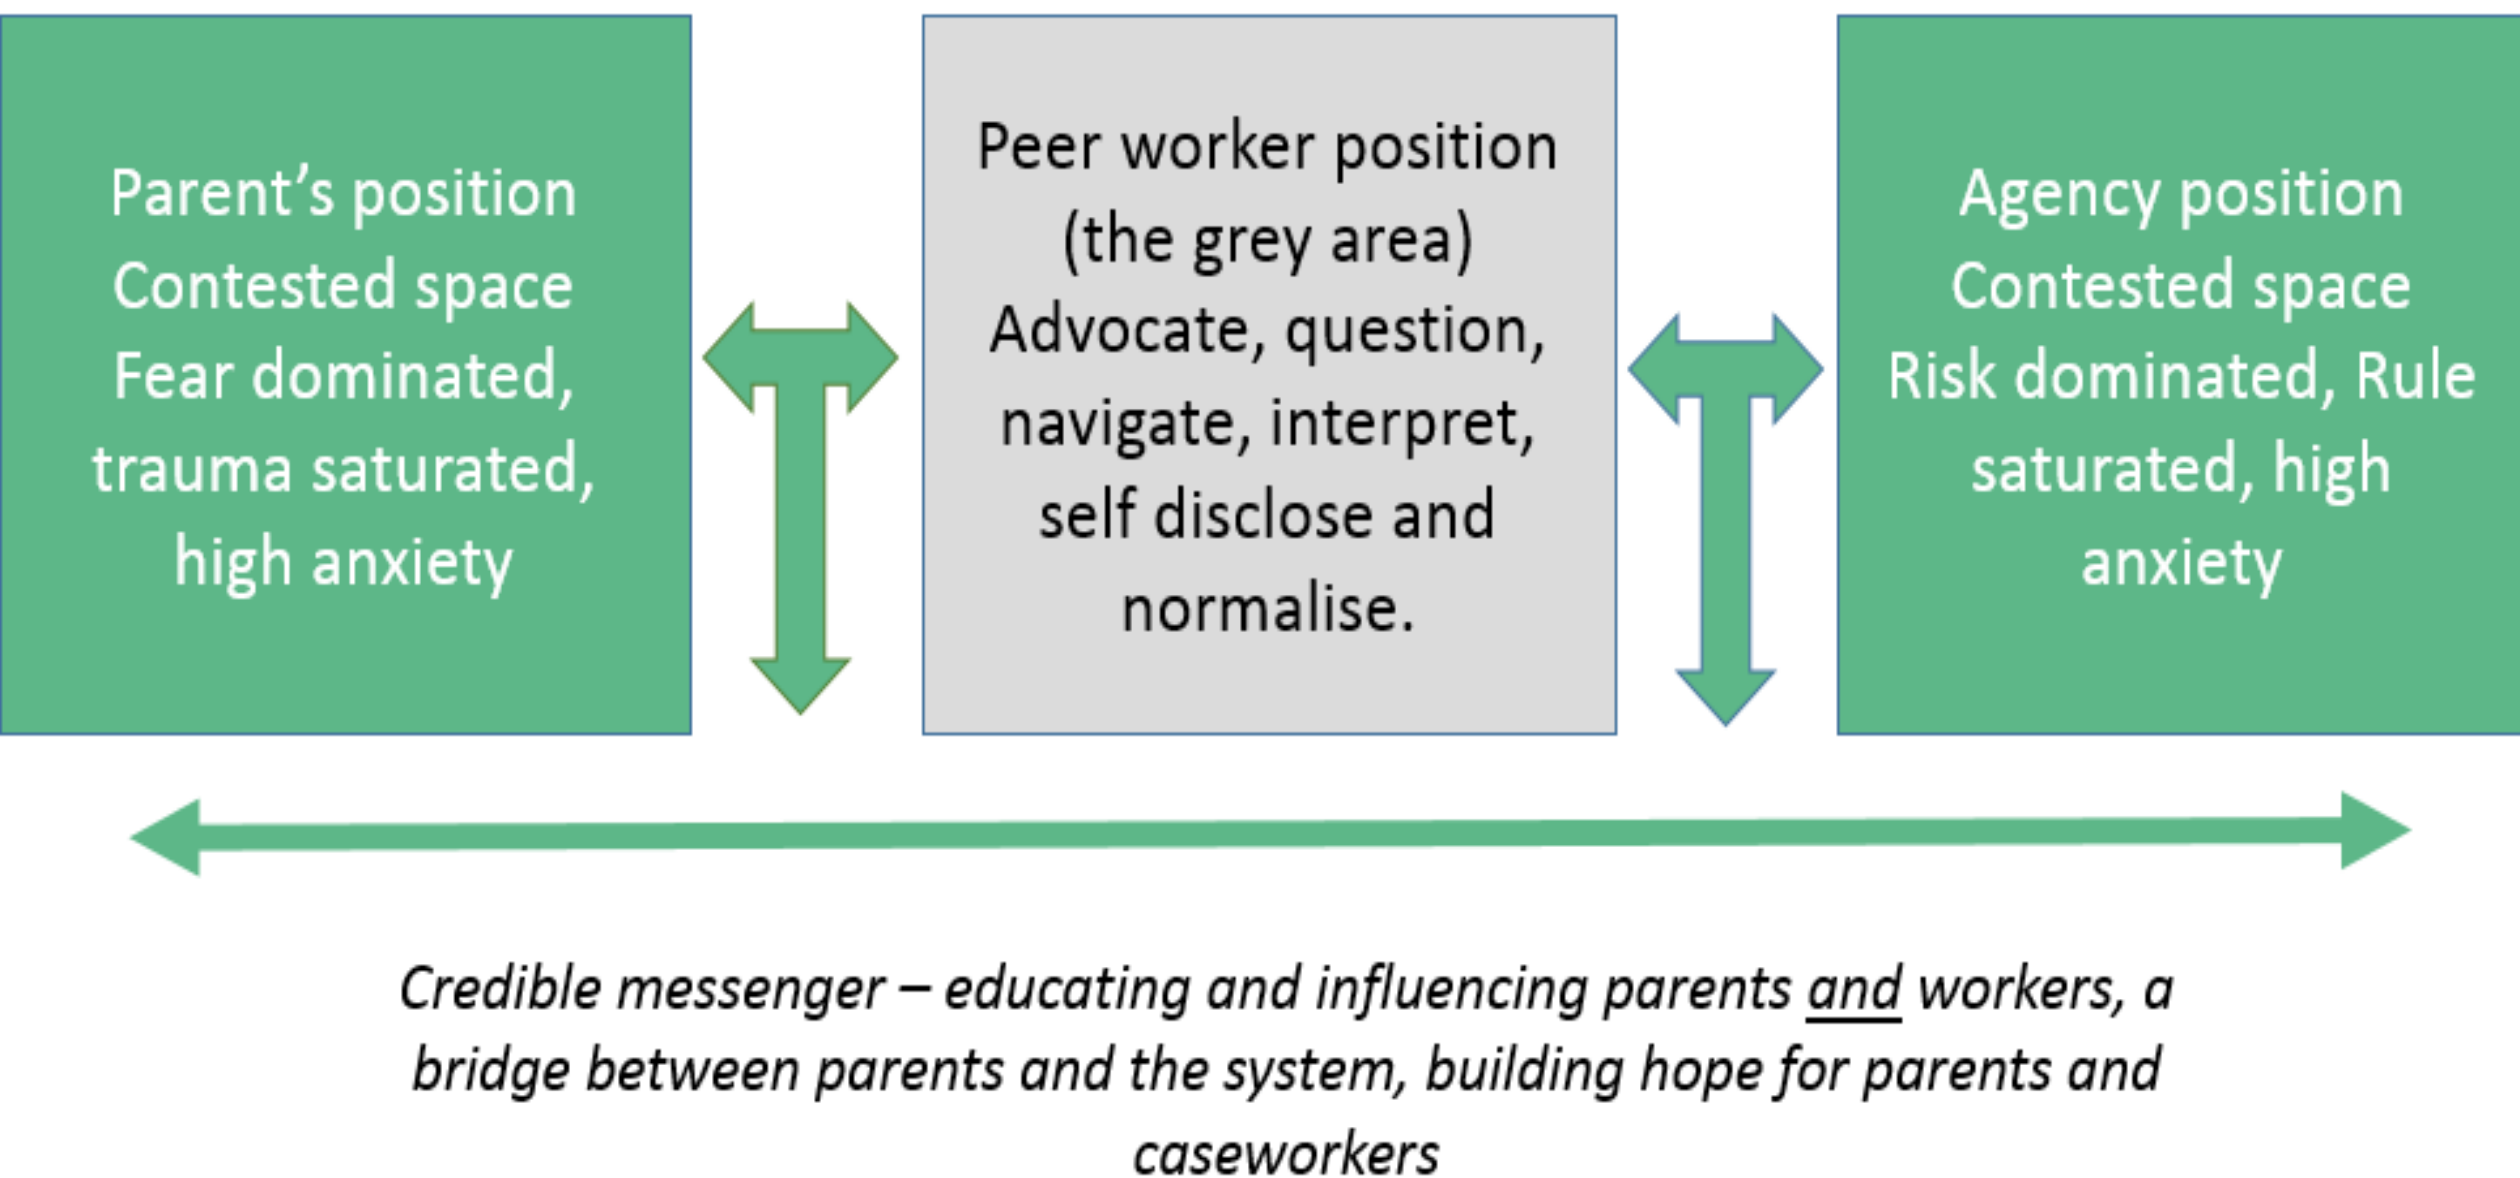 Parent’s position
Contested space
Fear dominated,
trauma saturated,
high anxiety
Peer worker position
(the grey area)
Advocate, question,
navigate, interpret,
self disclose and
normalise.
Agency position
Contested space
Risk dominated, Rule
saturated, high
anxiety
Credible messenger – educating and influencing parents and workers, a
bridge between parents and the system, building hope for parents and
caseworkers